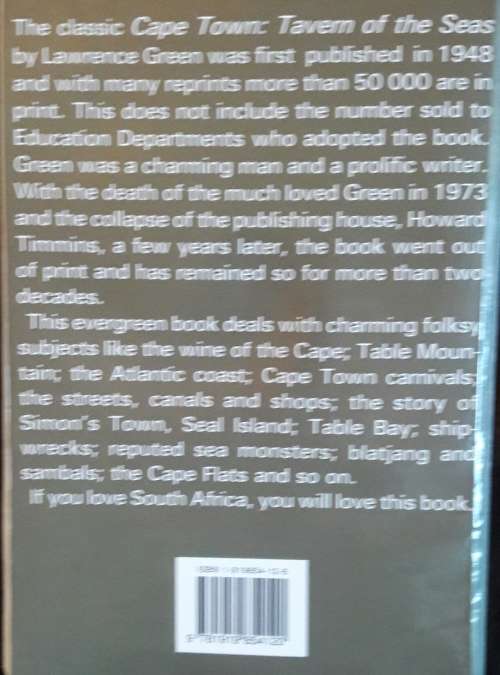 The classic Cape Town: Tavern of the Seas
by Lawrence Green was first published in 1948
and with many reprints more than 50 000 are in
print. This does not include the number sold to
Education Departments who adopted the book.
Green was a charming man and a prolific writer.
With the death of the much loved Green in 1973
and the collapse of the publishing house, Howard
Timmins, a few years later, the book went out
of print and has remained so for more than two
decades.
This evergreen book deals with charming folksy
subjects like the wine of the Cape; Table Moun-
tain; the Atlantic coast; Cape Town carnivals;
the streets, canals and shops; the story of
Simon's Town, Seal Island; Table Bay; ship-
wrecks; reputed sea monsters; blatjang and
sambals; the Cape Flats and so on.
If you love South Africa, you will love this book.
ISBN